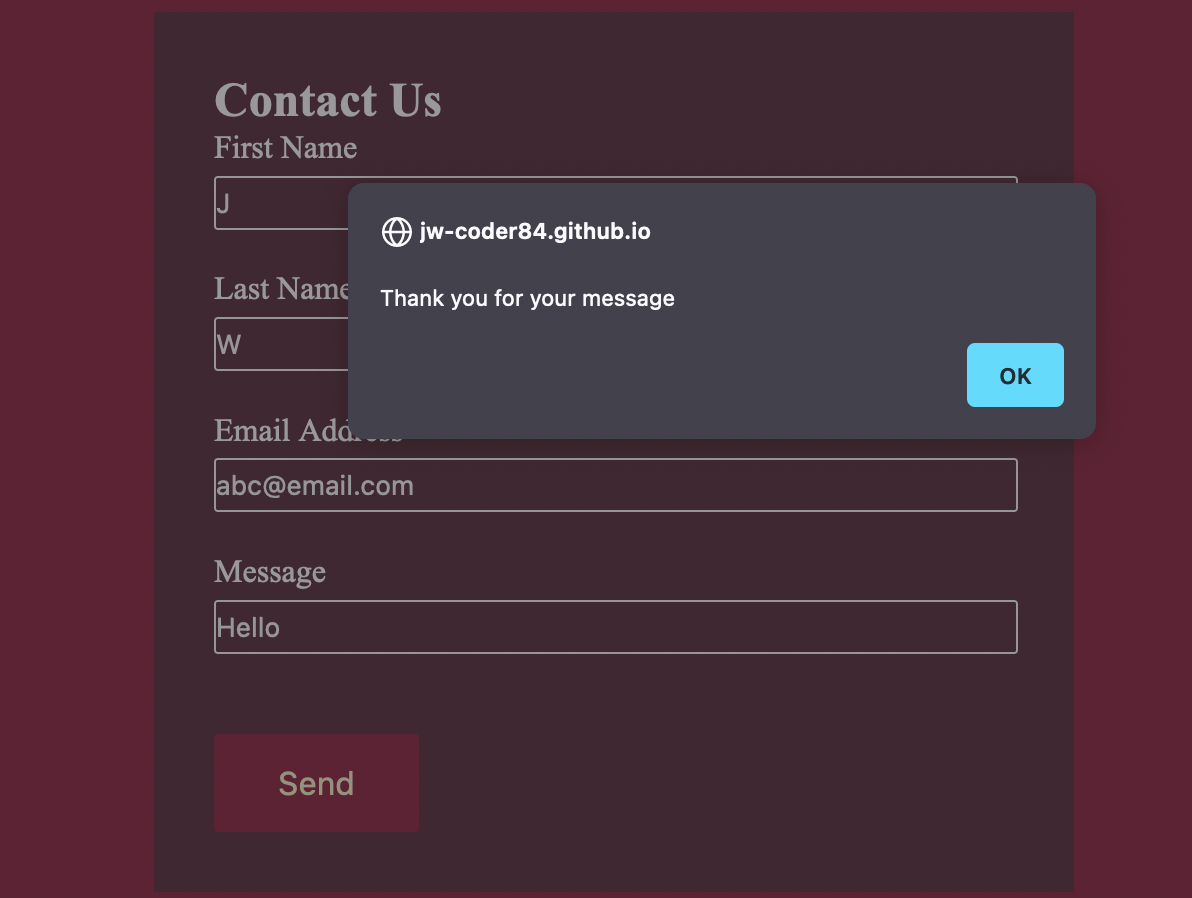 Contact Us
First Name
J
jw-coder84.github.io
Thank you for your message
OK
Last Name
W
Email Address
abc@email.com
Message
Hello
Send